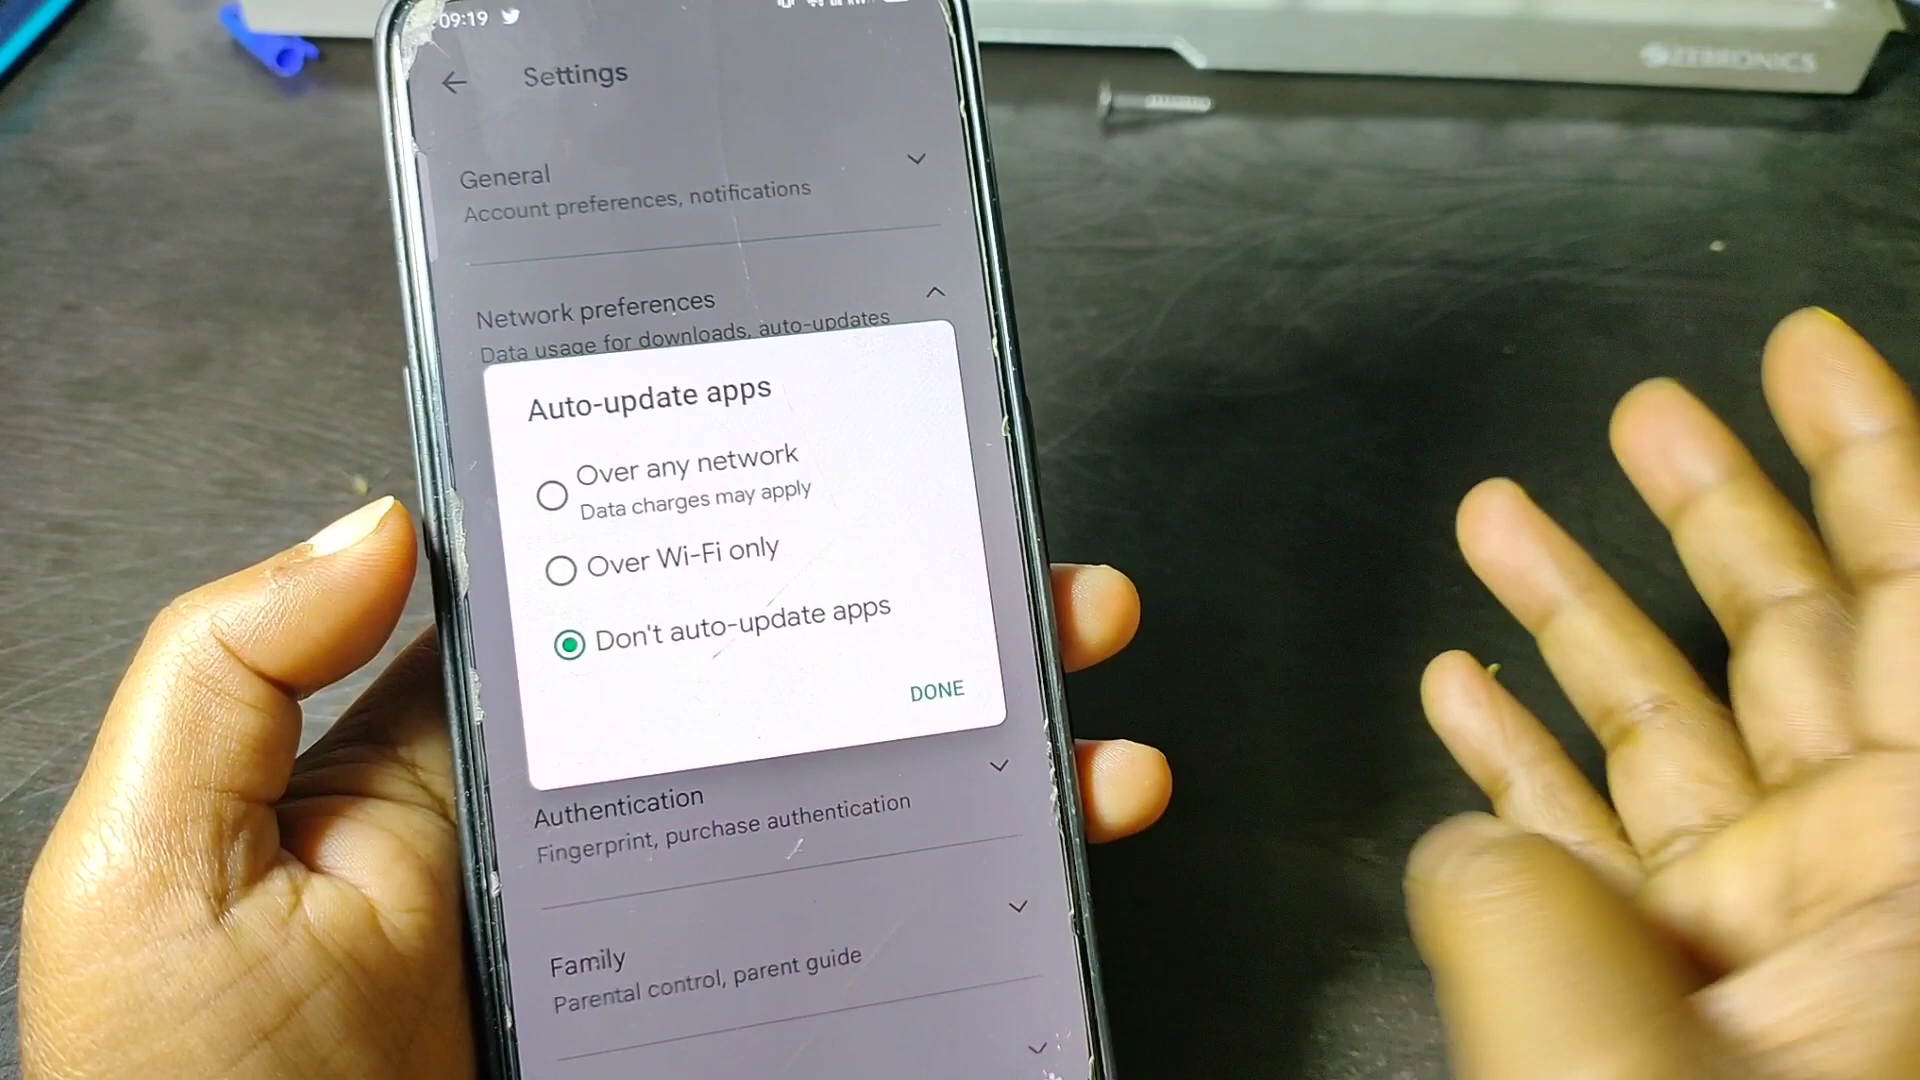 09:19
ZEBRONICS
Settings
General
Account preferences, notifications
Network preferences
Data usage for downloads, auto-updates
Auto-update apps
Over any network
Data charges may apply
Over Wi-Fi only
Don't auto-update apps
DONE
Authentication
Fingerprint, purchase authentication
Family
Parental control, parent guide